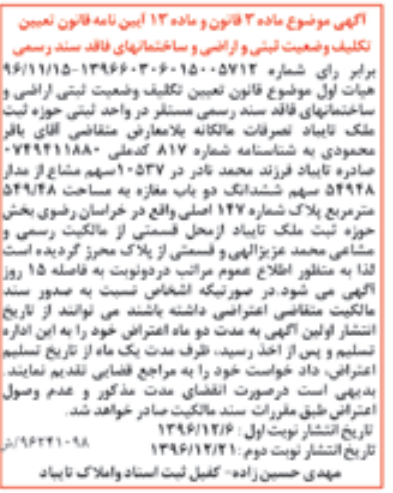 آگهی موضوع ماده ۳ قانون و ماده ۱۳ آیین نامه قانون تعیین
تکلیف وضعیت ثبتی و اراضی و ساختمانهای فاقد سند رسمی
برابر رای شماره ۱۳۹۶۶۰۳۰۶۰۱۵۰۰۵۷۱۲-۹۶/۱۱/۱۵
هیات اول موضوع قانون تعیین تکلیف وضعیت ثبتی اراضی و
ساختمانهای فاقد سند رسمی مستقر در واحد ثبتی حوزه ثبت
ملک تایباد تصرفات مالکانه بلامعارض متقاضی آقای باقر
محمودی به شناسنامه شماره ۸۱۷ کدملی ۰۷۴۹۴۱۱۸۸۰
صادره تایباد فرزند محمد نادر در ۱۰۵۳۷سهم مشاع از مدار
۵۴۹۴۸ سهم ششدانگ دو باب مغازه به مساحت ۵۴۹/۴۸
مترمربع پلاک شماره ۱۴۷ اصلی واقع در خراسان رضوی بخش
حوزه ثبت ملک تایباد ازمحل قسمتی از مالکیت رسمی و
مشاعی محمد عزیزالهی و قسمتی از پلاک محرز گردیده است
لذا به منظور اطلاع عموم مراتب دردونوبت به فاصله ۱۵ روز
آگهی می شود.در صورتیکه اشخاص نسبت به صدور سند
مالکیت متقاضی اعتراضی داشته باشند می توانند از تاریخ
انتشار اولین آگهی به مدت دو ماه اعتراض خود را به این اداره
تسلیم و پس از اخذ رسید، ظرف مدت یک ماه از تاریخ تسلیم
اعتراض، داد خواست خود را به مراجع قضایی تقدیم نمایند.
بدیهی است درصورت انقضای مدت مذکور و عدم وصول
اعتراض طبق مقررات سند مالکیت صادر خواهد شد.
تاریخ انتشار نوبت اول : ۱۳۹۶/۱۲/۶
تاریخ انتشار نوبت دوم :۱۳۹۶/۱۲/۲۱ ۹۶۲۴۱۰۹۸/ش
مهدی حسین زاده- کفیل ثبت اسناد واملاک تایباد